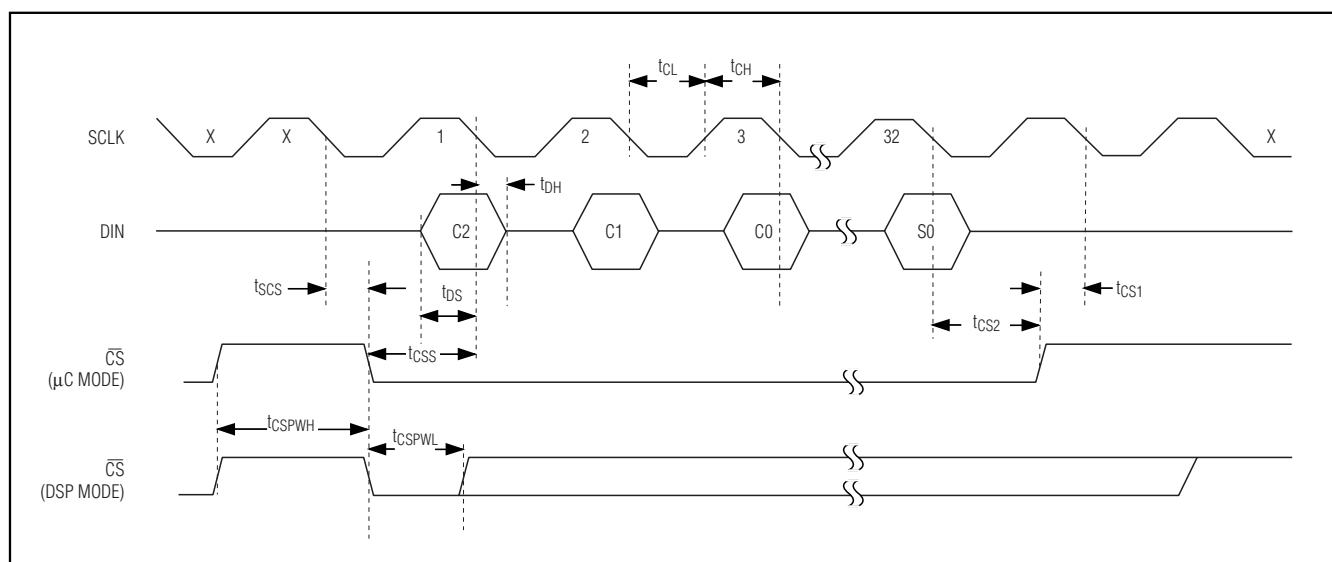 tCL
tCH
SCLK
X
X
1
2
3
32
X
tDH
DIN
C2
C1
C0
S0
tSCS
tDS
tCS1
tCS2
tCSS
CS
(μC MODE)
tCSPWH
tCSPWL
CS
(DSP MODE)